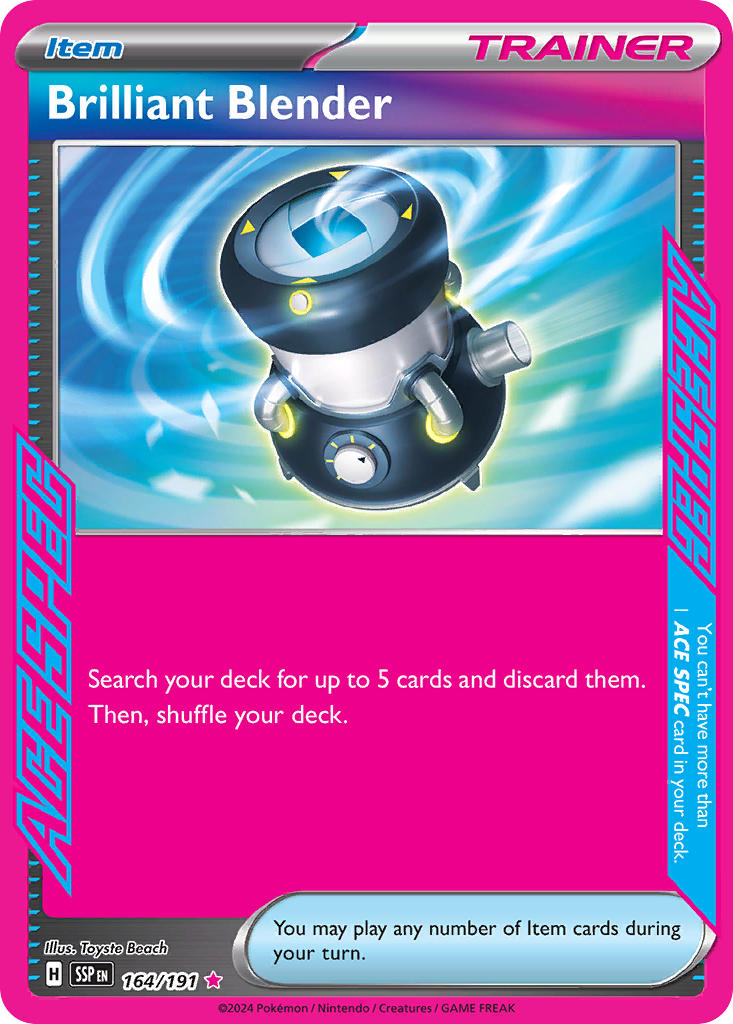 Item
TRAINER
Brilliant Blender
ACE SPEC
ACE SPEC
Search your deck for up to 5 cards and discard them.
Then, shuffle your deck.
You can't have more than
1 ACE SPEC card in your deck.
You may play any number of Item cards during
your turn.
Illus. Toyste Beach
H SSP EN 164/191 ★
©2024 Pokémon / Nintendo / Creatures / GAME FREAK